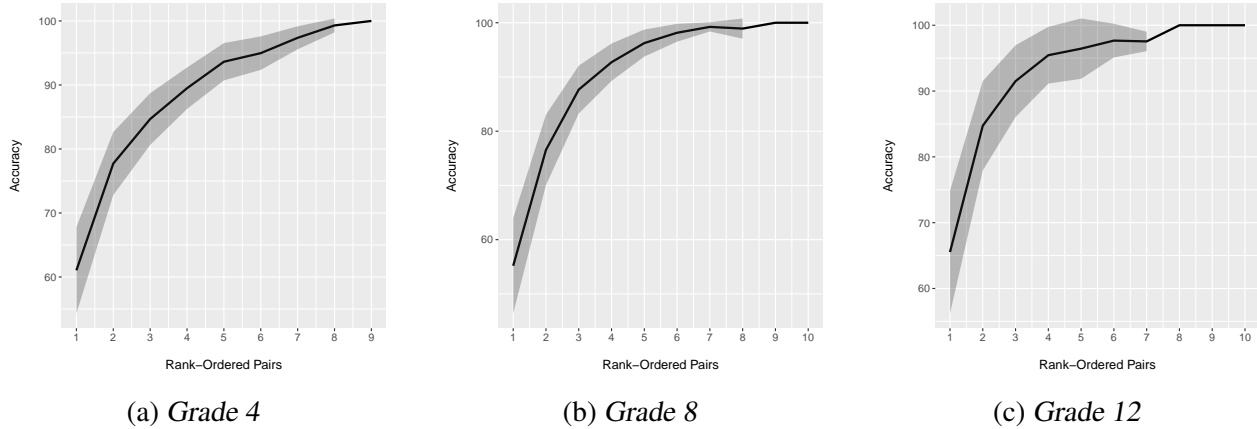 100
90
80
70
60
Accuracy
1 2 3 4 5 6 7 8 9
Rank−Ordered Pairs
(a) Grade 4
100
80
60
Accuracy
1 2 3 4 5 6 7 8 9 10
Rank−Ordered Pairs
(b) Grade 8
100
90
80
70
60
Accuracy
1 2 3 4 5 6 7 8 9 10
Rank−Ordered Pairs
(c) Grade 12